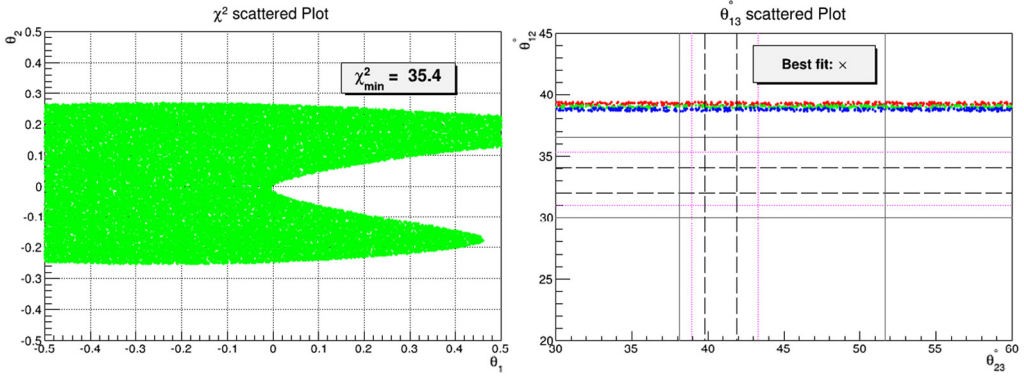 χ² scattered Plot
θ₂
0.5
0.4
0.3
0.2
0.1
0
-0.1
-0.2
-0.3
-0.4
-0.5
χ²min = 35.4
-0.5 -0.4 -0.3 -0.2 -0.1 0 0.1 0.2 0.3 0.4 0.5
θ₁
θ°₁₃ scattered Plot
θ°₁₂
45
40
35
30
25
20
Best fit: ×
30 35 40 45 50 55 60
θ°₂₃